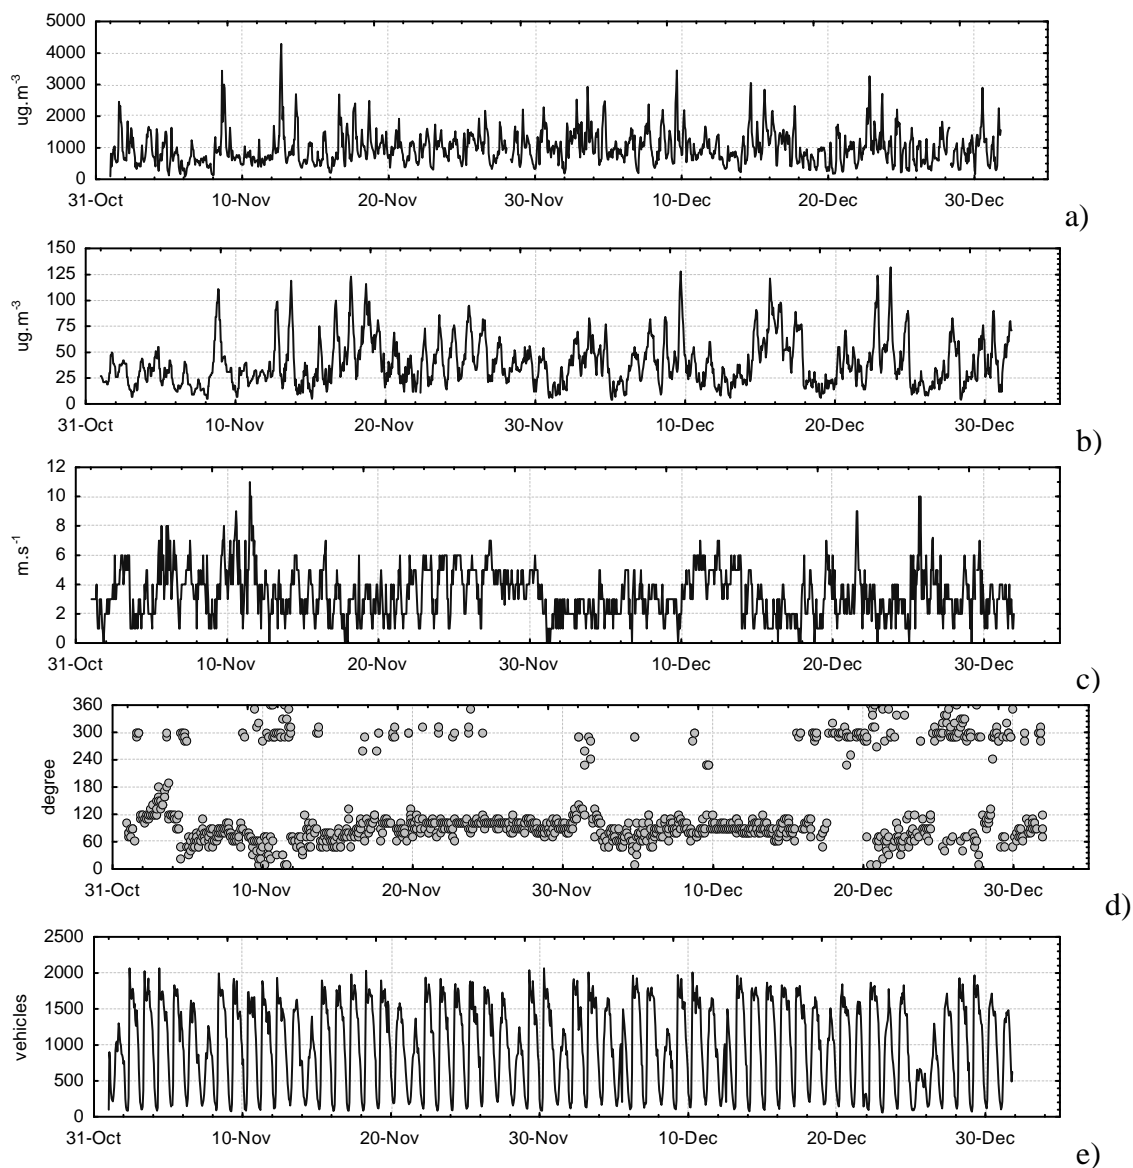 5000
4000
3000
2000
1000
0
ug.m-3
31-Oct 10-Nov 20-Nov 30-Nov 10-Dec 20-Dec 30-Dec
a)
150
125
100
75
50
25
0
ug.m-3
31-Oct 10-Nov 20-Nov 30-Nov 10-Dec 20-Dec 30-Dec
b)
12
10
8
6
4
2
0
m.s-1
31-Oct 10-Nov 20-Nov 30-Nov 10-Dec 20-Dec 30-Dec
c)
360
300
240
180
120
60
0
degree
31-Oct 10-Nov 20-Nov 30-Nov 10-Dec 20-Dec 30-Dec
d)
2500
2000
1500
1000
500
0
vehicles
31-Oct 10-Nov 20-Nov 30-Nov 10-Dec 20-Dec 30-Dec
e)